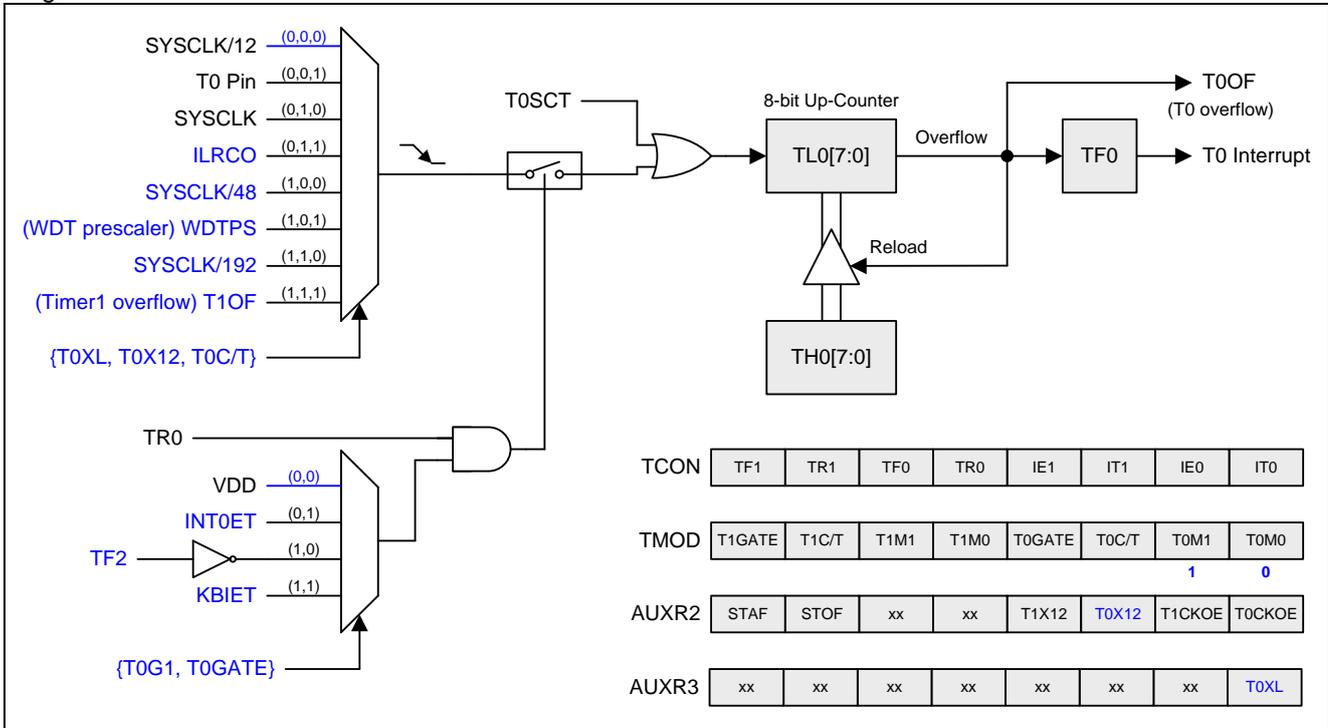 SYSCLK/12 (0,0,0)
T0 Pin (0,0,1)
SYSCLK (0,1,0)
ILRCO (0,1,1)
SYSCLK/48 (1,0,0)
(WDT prescaler) WDTPS (1,0,1)
SYSCLK/192 (1,1,0)
(Timer1 overflow) T1OF (1,1,1)
{T0XL, T0X12, T0C/T}
T0SCT
8-bit Up-Counter
TL0[7:0]
Overflow
T0OF
(T0 overflow)
TF0
T0 Interrupt
Reload
TH0[7:0]
TR0
VDD (0,0)
INT0ET (0,1)
TF2 (1,0)
KBIET (1,1)
{T0G1, T0GATE}
TCON TF1 TR1 TF0 TR0 IE1 IT1 IE0 IT0
TMOD T1GATE T1C/T T1M1 T1M0 T0GATE T0C/T T0M1 T0M0
1 0
AUXR2 STAF STOF xx xx T1X12 T0X12 T1CKOE T0CKOE
AUXR3 xx xx xx xx xx xx xx T0XL